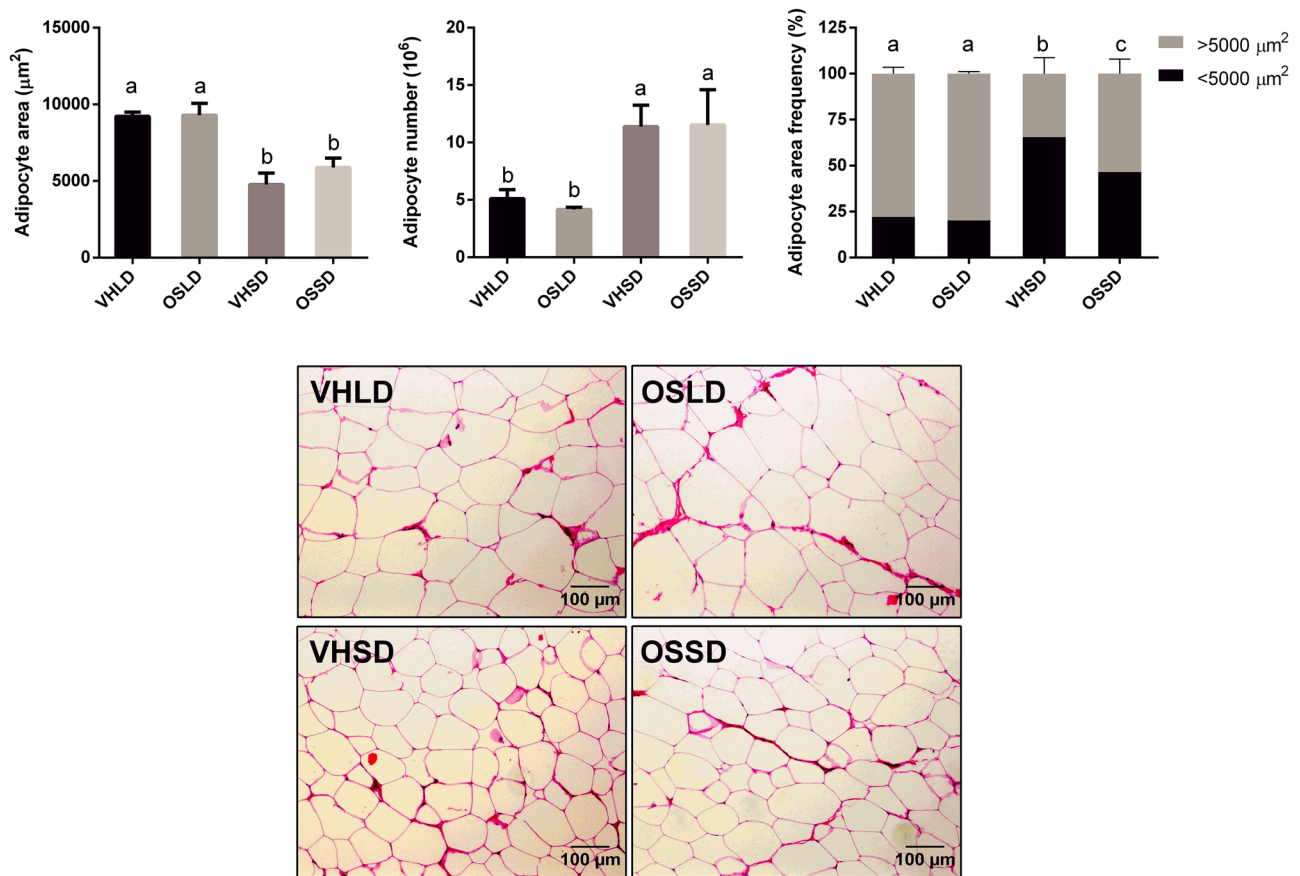 Adipocyte area (μm²)
15000
10000
5000
0
a
a
b
b
VHLD
OSLD
VHSD
OSSD
Adipocyte number (10⁶)
20
15
10
5
0
b
b
a
a
VHLD
OSLD
VHSD
OSSD
Adipocyte area frequency (%)
125
100
75
50
25
0
a
a
b
c
VHLD
OSLD
VHSD
OSSD
>5000 μm²
<5000 μm²
VHLD
100 μm
OSLD
100 μm
VHSD
100 μm
OSSD
100 μm